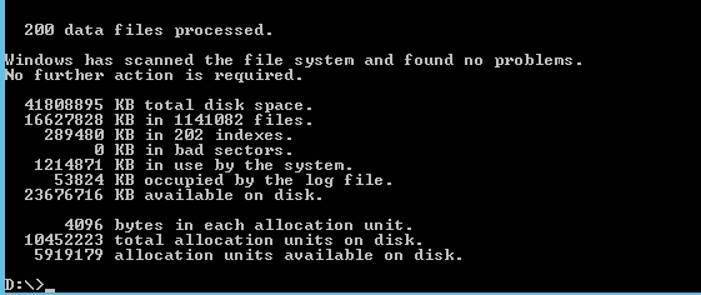 200 data files processed.
Windows has scanned the file system and found no problems.
No further action is required.
41808895 KB total disk space.
16627828 KB in 1141082 files.
289480 KB in 202 indexes.
0 KB in bad sectors.
1214871 KB in use by the system.
53824 KB occupied by the log file.
23676716 KB available on disk.
4096 bytes in each allocation unit.
10452223 total allocation units on disk.
5919179 allocation units available on disk.
D:\>_